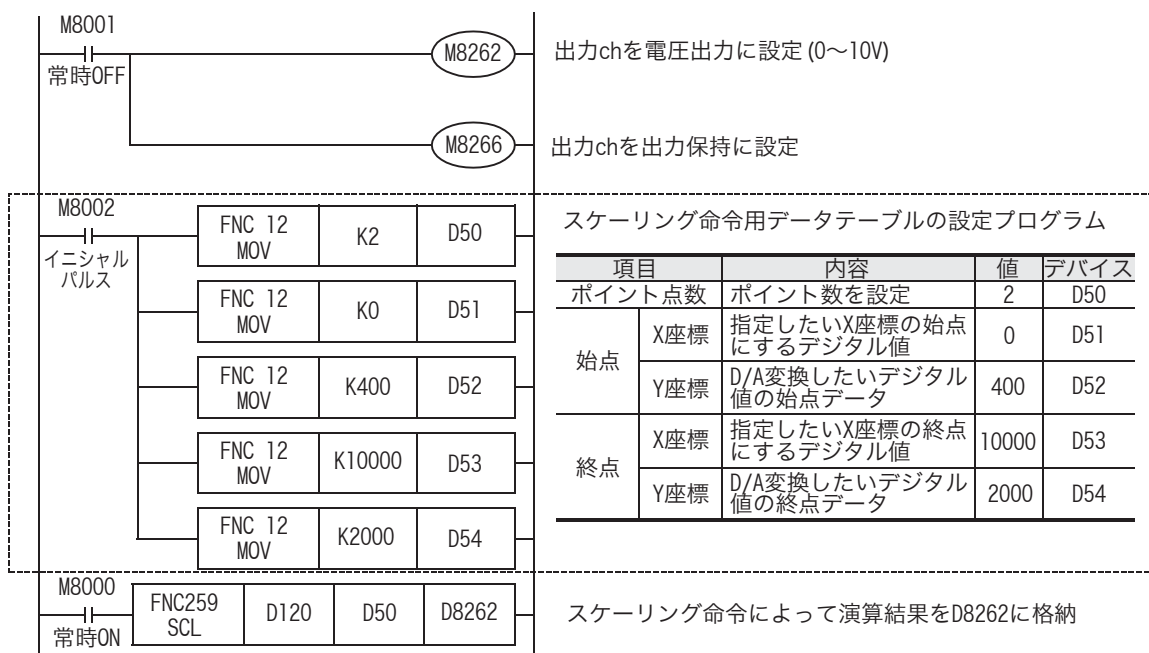 M8001
常時OFF
M8262
出力chを電圧出力に設定 (0～10V)
M8266
出力chを出力保持に設定
M8002
イニシャル
パルス
FNC 12
MOV
K2
D50
FNC 12
MOV
K0
D51
FNC 12
MOV
K400
D52
FNC 12
MOV
K10000
D53
FNC 12
MOV
K2000
D54
スケーリング命令用データテーブルの設定プログラム
項目 内容 値 デバイス
ポイント点数 ポイント数を設定 2 D50
始点
X座標
指定したいX座標の始点
にするデジタル値
0 D51
Y座標
D/A変換したいデジタル
値の始点データ
400 D52
終点
X座標
指定したいX座標の終点
にするデジタル値
10000 D53
Y座標
D/A変換したいデジタル
値の終点データ
2000 D54
M8000
常時ON
FNC259
SCL
D120
D50
D8262
スケーリング命令によって演算結果をD8262に格納